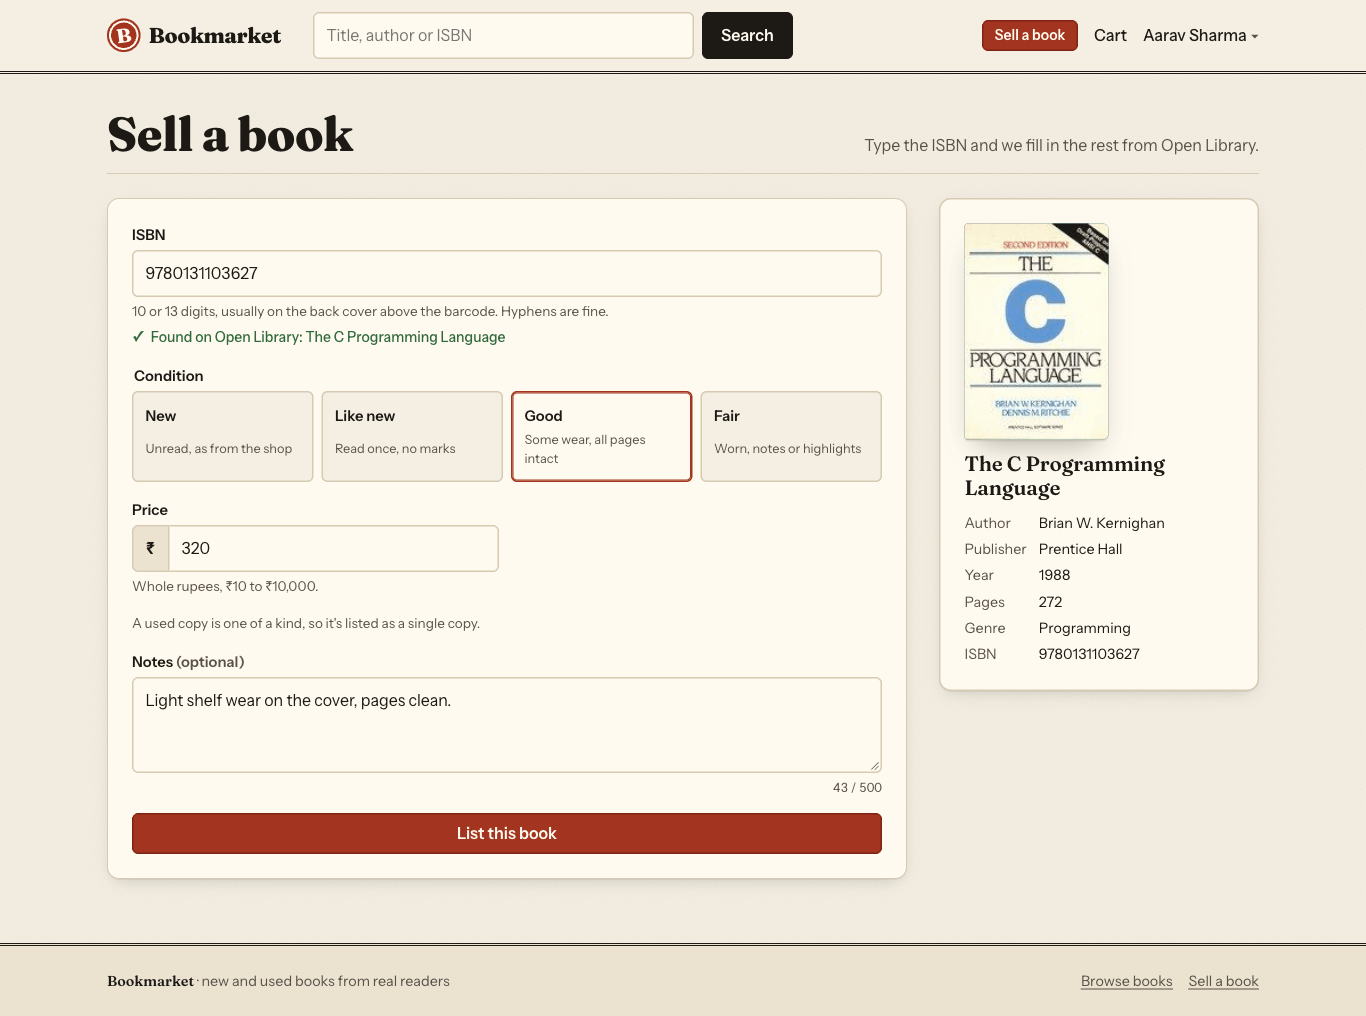 B Bookmarket
Title, author or ISBN
Search
Sell a book
Cart
Aarav Sharma
Sell a book
Type the ISBN and we fill in the rest from Open Library.
ISBN
9780131103627
10 or 13 digits, usually on the back cover above the barcode. Hyphens are fine.
✓ Found on Open Library: The C Programming Language
Condition
New
Unread, as from the shop
Like new
Read once, no marks
Good
Some wear, all pages
intact
Fair
Worn, notes or highlights
Price
₹ 320
Whole rupees, ₹10 to ₹10,000.
A used copy is one of a kind, so it's listed as a single copy.
Notes (optional)
Light shelf wear on the cover, pages clean.
43 / 500
List this book
SECOND EDITION
THE
C
PROGRAMMING
LANGUAGE
BRIAN W. KERNIGHAN
DENNIS M. RITCHIE
The C Programming
Language
Author Brian W. Kernighan
Publisher Prentice Hall
Year 1988
Pages 272
Genre Programming
ISBN 9780131103627
Bookmarket · new and used books from real readers
Browse books
Sell a book